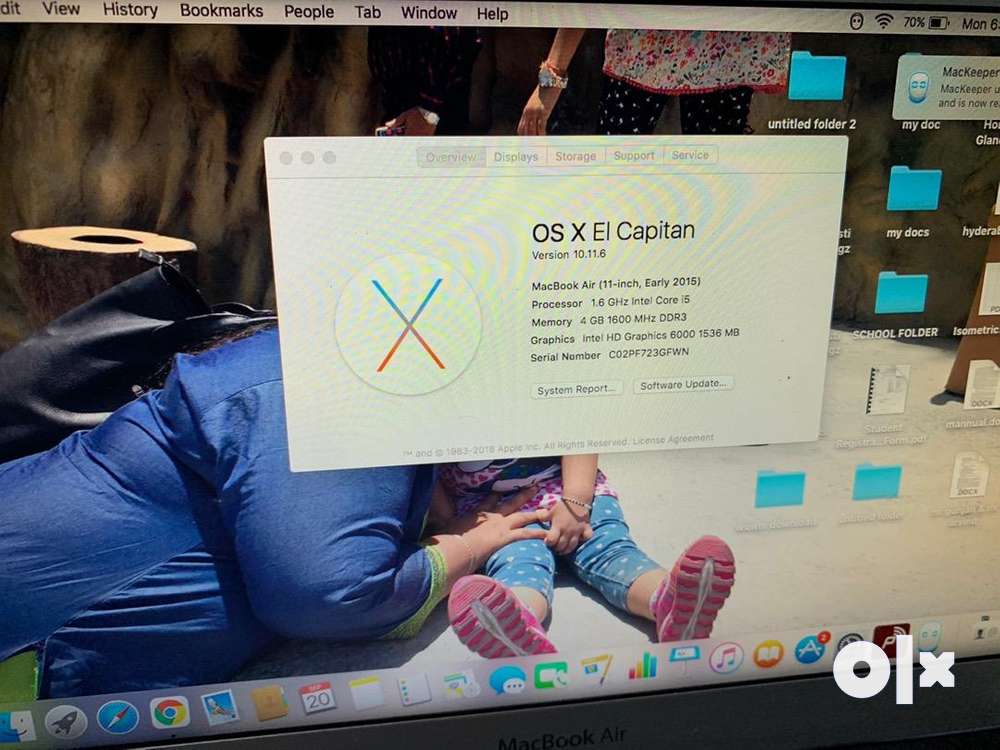 dit View History Bookmarks People Tab Window Help
70% Mon 6:
MacKeeper
MacKeeper u
and is now re
untitled folder 2
my doc
Ho
Glan
Overview Displays Storage Support Service
my docs
hyderab
sti
gz
OS X El Capitan
Version 10.11.6
MacBook Air (11-inch, Early 2015)
Processor 1.6 GHz Intel Core i5
Memory 4 GB 1600 MHz DDR3
Graphics Intel HD Graphics 6000 1536 MB
Serial Number C02PF723GFWN
SCHOOL FOLDER
Isometric
System Report...
Software Update...
DOCX
Student
Registra...Form.pdf
mannual.do
™ and © 1983-2016 Apple Inc. All Rights Reserved. License Agreement
DOCX
SEP
20
2
olx
MacBook Air